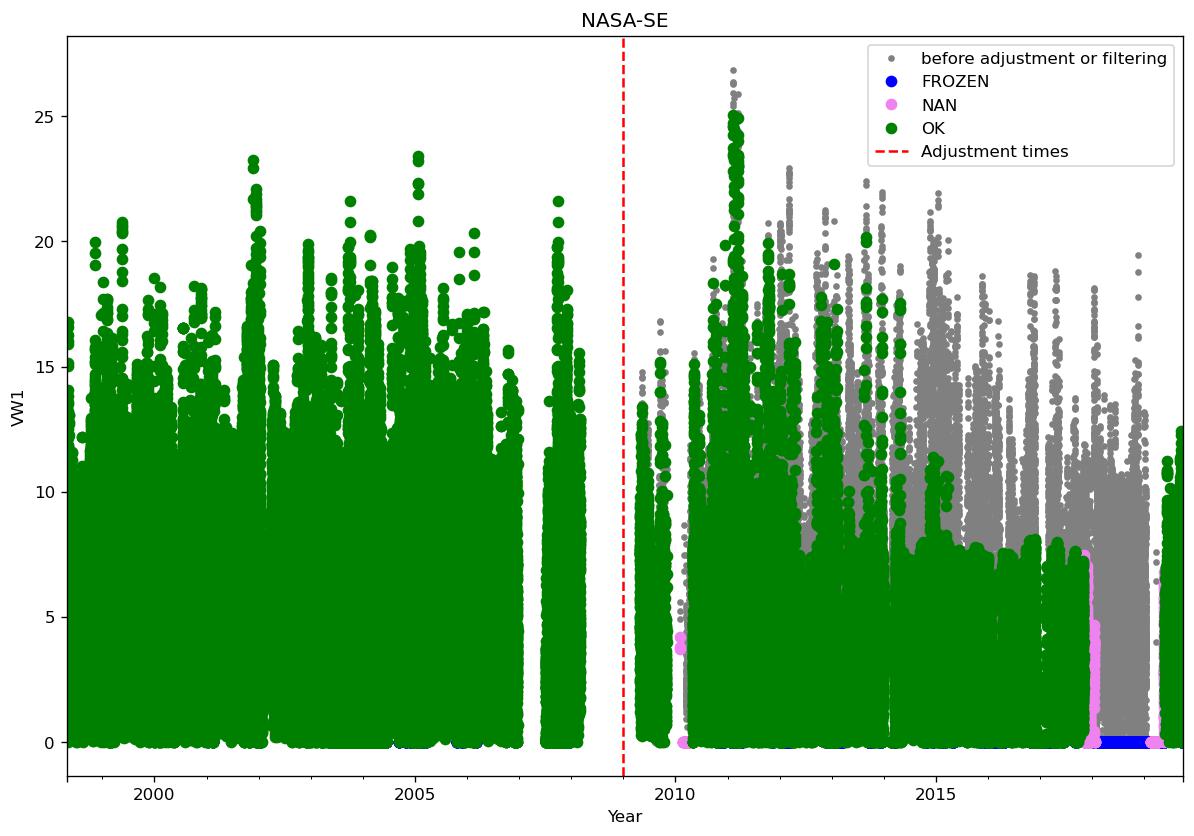 NASA-SE
before adjustment or filtering
FROZEN
NAN
OK
Adjustment times
VW1
25
20
15
10
5
0
2000 2005 2010 2015
Year